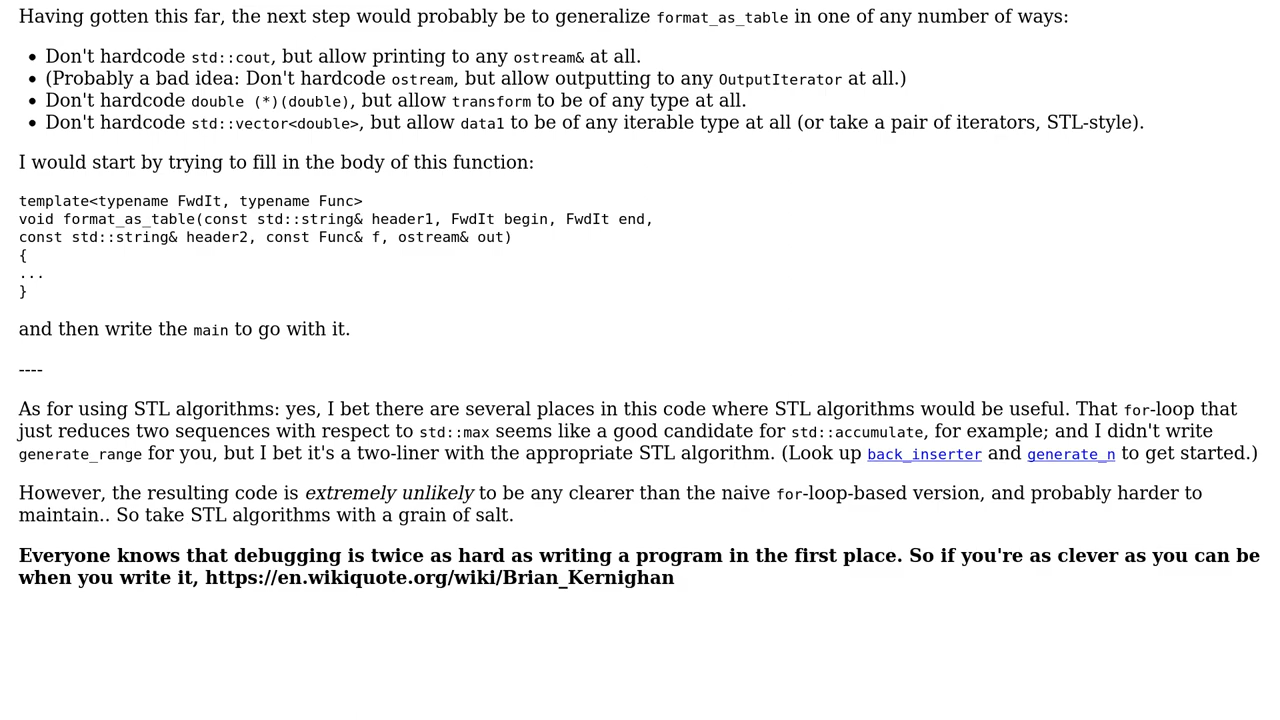 Having gotten this far, the next step would probably be to generalize format_as_table in one of any number of ways:
• Don't hardcode std::cout, but allow printing to any ostream& at all.
• (Probably a bad idea: Don't hardcode ostream, but allow outputting to any OutputIterator at all.)
• Don't hardcode double (*)(double), but allow transform to be of any type at all.
• Don't hardcode std::vector<double>, but allow data1 to be of any iterable type at all (or take a pair of iterators, STL-style).
I would start by trying to fill in the body of this function:
template<typename FwdIt, typename Func>
void format_as_table(const std::string& header1, FwdIt begin, FwdIt end,
const std::string& header2, const Func& f, ostream& out)
{
...
}
and then write the main to go with it.
----
As for using STL algorithms: yes, I bet there are several places in this code where STL algorithms would be useful. That for-loop that
just reduces two sequences with respect to std::max seems like a good candidate for std::accumulate, for example; and I didn't write
generate_range for you, but I bet it's a two-liner with the appropriate STL algorithm. (Look up back_inserter and generate_n to get started.)
However, the resulting code is extremely unlikely to be any clearer than the naive for-loop-based version, and probably harder to
maintain.. So take STL algorithms with a grain of salt.
Everyone knows that debugging is twice as hard as writing a program in the first place. So if you're as clever as you can be
when you write it, https://en.wikiquote.org/wiki/Brian_Kernighan